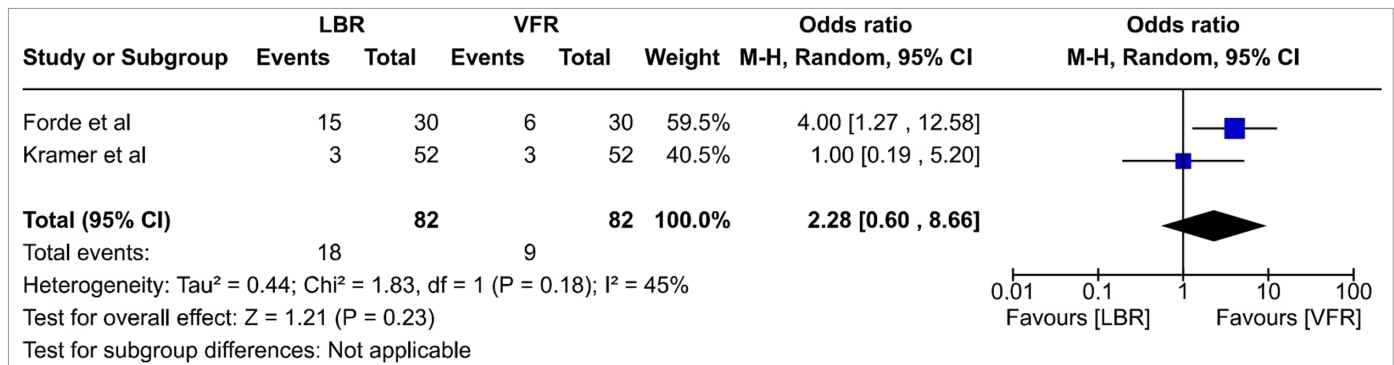 LBR VFR Odds ratio Odds ratio
Study or Subgroup Events Total Events Total Weight M-H, Random, 95% CI M-H, Random, 95% CI
Forde et al 15 30 6 30 59.5% 4.00 [1.27 , 12.58]
Kramer et al 3 52 3 52 40.5% 1.00 [0.19 , 5.20]
Total (95% CI) 82 82 100.0% 2.28 [0.60 , 8.66]
Total events: 18 9
Heterogeneity: Tau² = 0.44; Chi² = 1.83, df = 1 (P = 0.18); I² = 45%
0.01 0.1 1 10 100
Test for overall effect: Z = 1.21 (P = 0.23)
Favours [LBR] Favours [VFR]
Test for subgroup differences: Not applicable